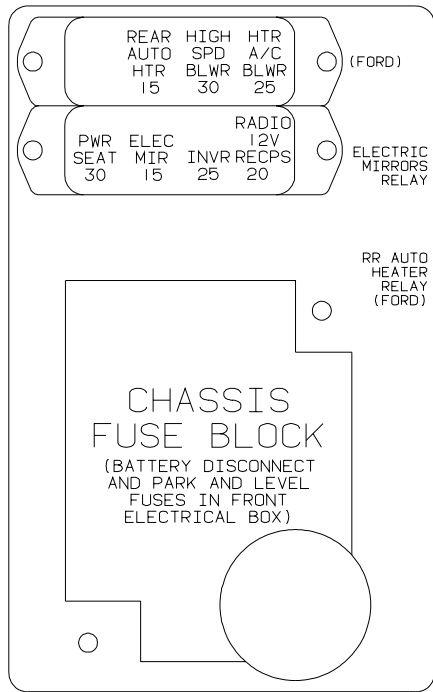 REAR HIGH HTR
AUTO SPD A/C
HTR BLWR BLWR
15 30 25
(FORD)
RADIO
PWR ELEC 12V
SEAT MIR INVR RECPS
30 15 25 20
ELECTRIC
MIRRORS
RELAY
RR AUTO
HEATER
RELAY
(FORD)
CHASSIS
FUSE BLOCK
(BATTERY DISCONNECT
AND PARK AND LEVEL
FUSES IN FRONT
ELECTRICAL BOX)